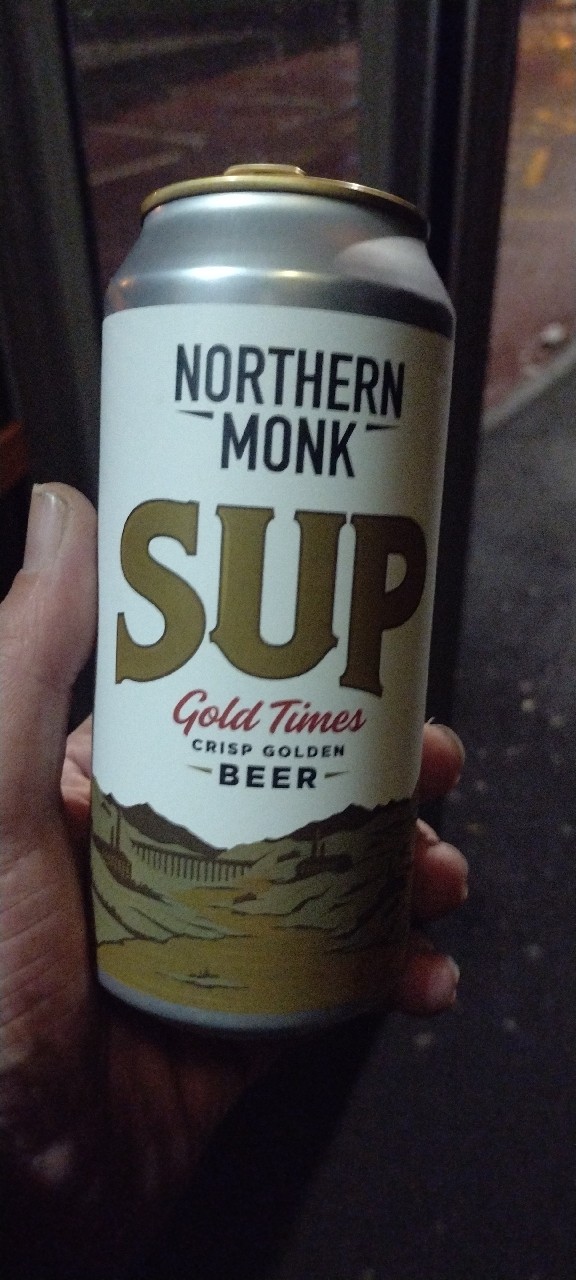 NORTHERN
MONK
SUP
Gold Times
CRISP GOLDEN
BEER